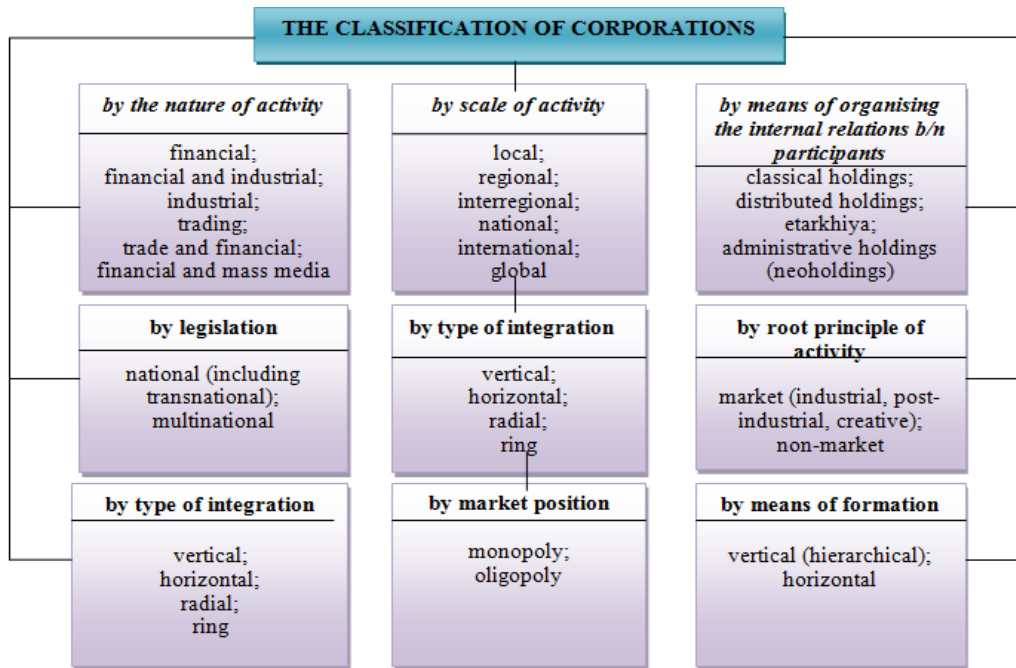 THE CLASSIFICATION OF CORPORATIONS
by the nature of activity
financial;
financial and industrial;
industrial;
trading;
trade and financial;
financial and mass media
by scale of activity
local;
regional;
interregional;
national;
international;
global
by means of organising
the internal relations b/n
participants
classical holdings;
distributed holdings;
etarkhiya;
administrative holdings
(neoholdings)
by legislation
national (including
transnational);
multinational
by type of integration
vertical;
horizontal;
radial;
ring
by root principle of
activity
market (industrial, post-
industrial, creative);
non-market
by type of integration
vertical;
horizontal;
radial;
ring
by market position
monopoly;
oligopoly
by means of formation
vertical (hierarchical);
horizontal